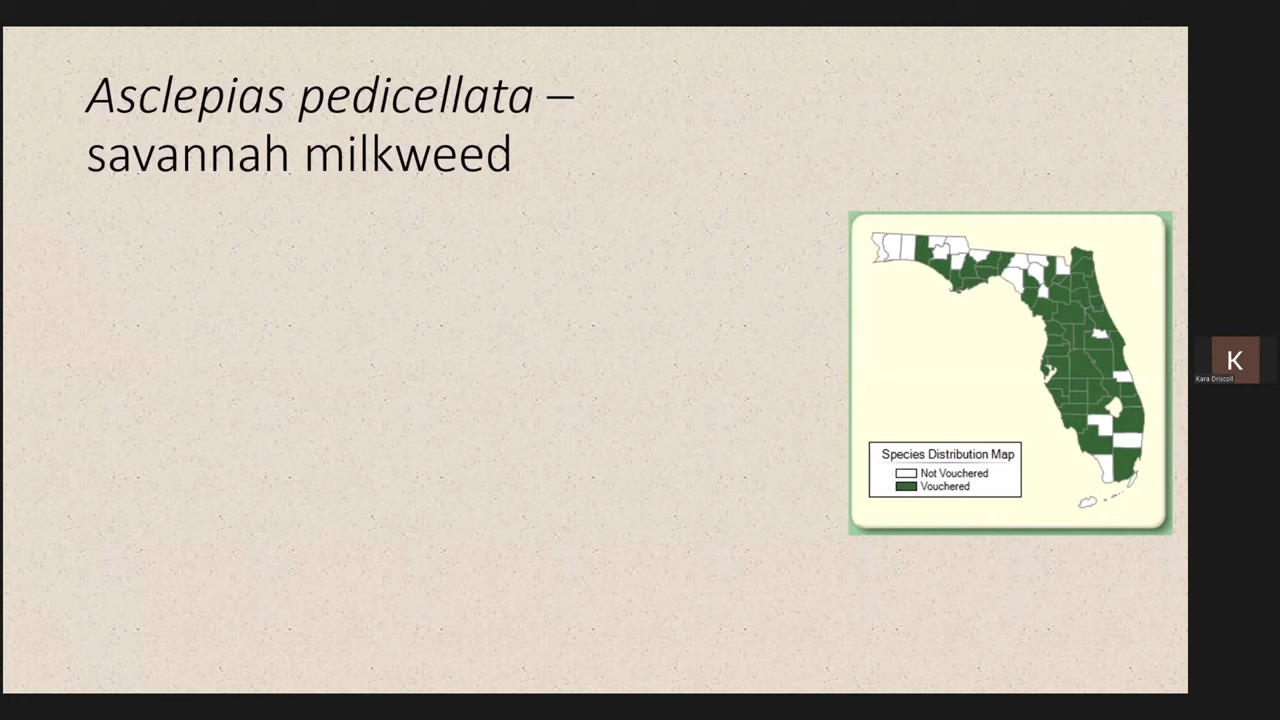 Asclepias pedicellata –
savannah milkweed
Species Distribution Map
Not Vouchered
Vouchered
K
Kara Driscoll